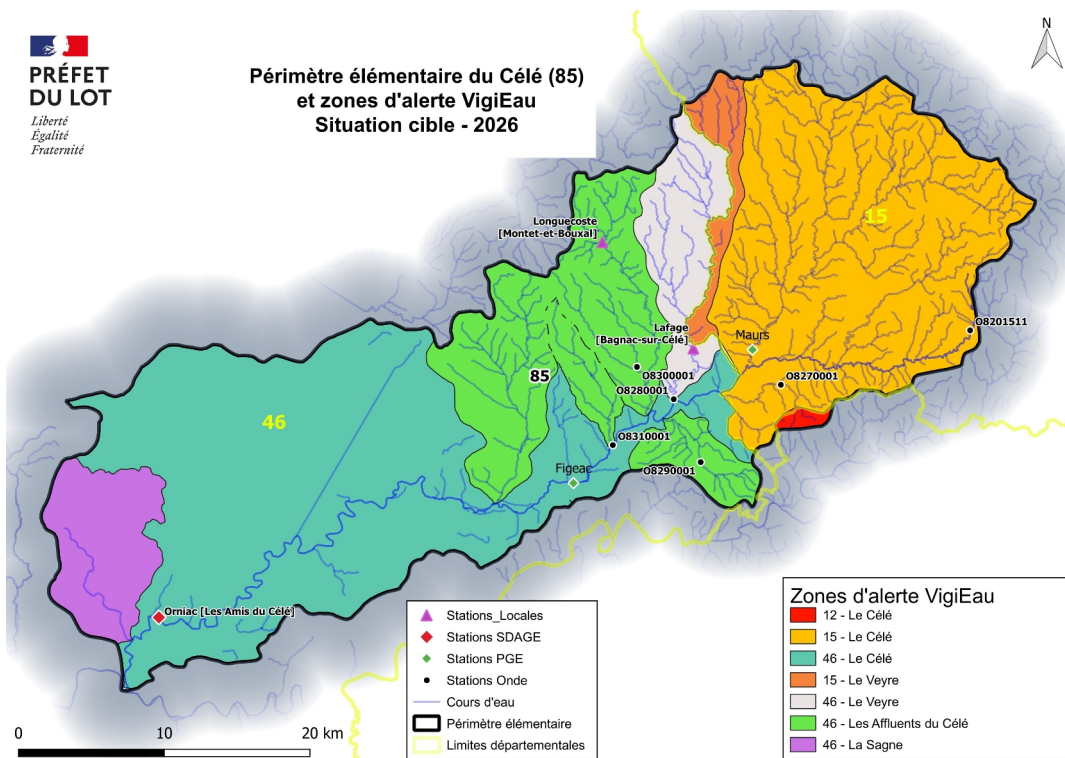 PRÉFET
DU LOT
Liberté
Égalité
Fraternité
Périmètre élémentaire du Célé (85)
et zones d'alerte VigiEau
Situation cible - 2026
N
15
Longuecoste
[Montet-et-Bouxal]
O8201511
Lafage
[Bagnac-sur-Célé]
Maurs
85
O8300001
O8270001
O8280001
46
O8310001
O8290001
Figeac
Orniac [Les Amis du Célé]
Stations_Locales
Stations SDAGE
Stations PGE
Stations Onde
Cours d'eau
Périmètre élémentaire
Limites départementales
Zones d'alerte VigiEau
12 - Le Célé
15 - Le Célé
46 - Le Célé
15 - Le Veyre
46 - Le Veyre
46 - Les Affluents du Célé
46 - La Sagne
0 10 20 km